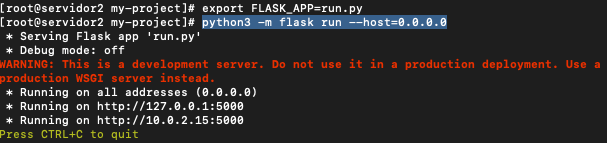 [root@servidor2 my-project]# export FLASK_APP=run.py
[root@servidor2 my-project]# python3 -m flask run --host=0.0.0.0
 * Serving Flask app 'run.py'
 * Debug mode: off
WARNING: This is a development server. Do not use it in a production deployment. Use a
production WSGI server instead.
 * Running on all addresses (0.0.0.0)
 * Running on http://127.0.0.1:5000
 * Running on http://10.0.2.15:5000
Press CTRL+C to quit